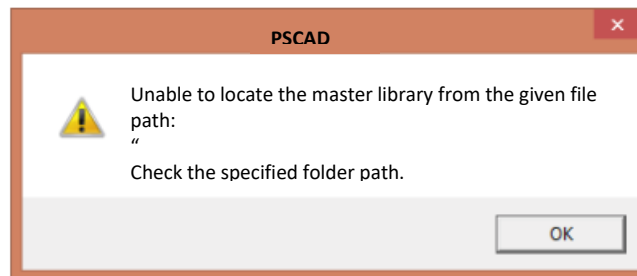 PSCAD
Unable to locate the master library from the given file
path:
“
Check the specified folder path.
OK